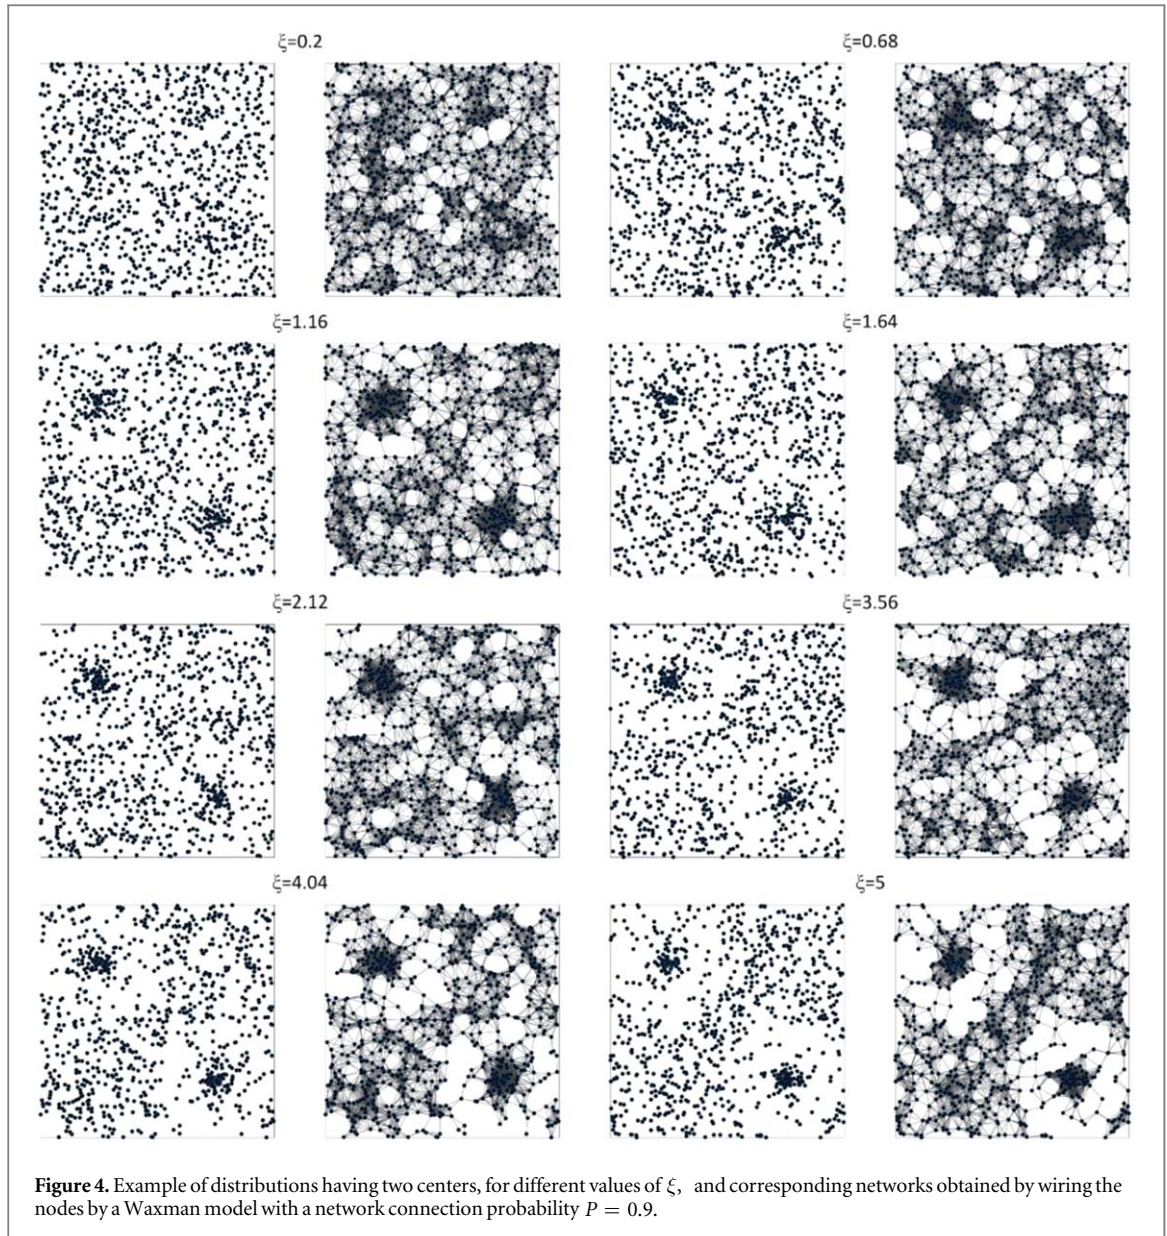 ξ=0.2
ξ=0.68
ξ=1.16
ξ=1.64
ξ=2.12
ξ=3.56
ξ=4.04
ξ=5
Figure 4. Example of distributions having two centers, for different values of ξ, and corresponding networks obtained by wiring the
nodes by a Waxman model with a network connection probability P = 0.9.